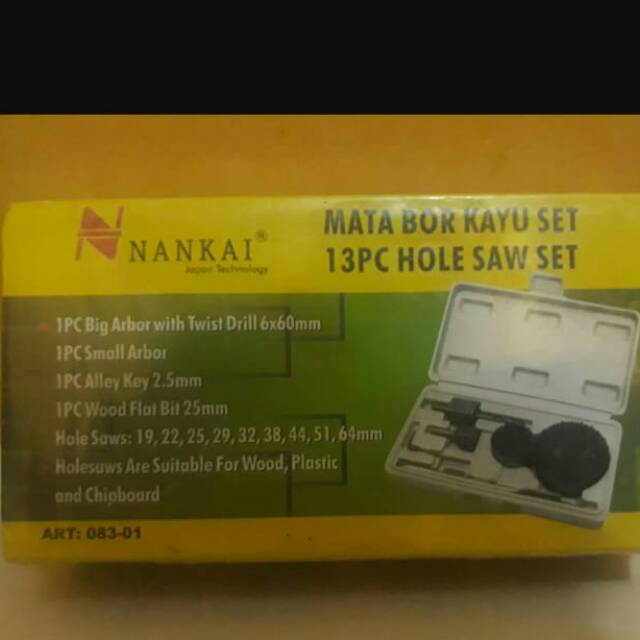 NANKAI®
Japan Technology
MATA BOR KAYU SET
13PC HOLE SAW SET
1PC Big Arbor with Twist Drill 6x60mm
1PC Small Arbor
1PC Alley Key 2.5mm
1PC Wood Flat Bit 25mm
Hole Saws: 19, 22, 25, 29, 32, 38, 44, 51, 64mm
Holesaws Are Suitable For Wood, Plastic
and Chipboard
ART: 083-01